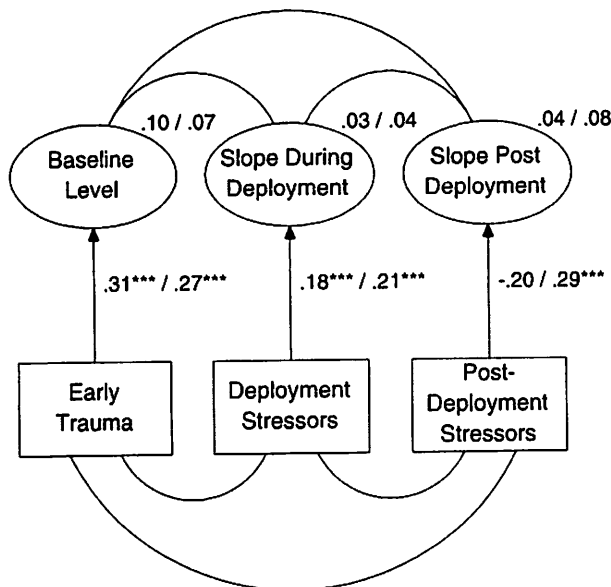 .10 / .07
.03 / .04
.04 / .08
Baseline
Level
Slope During
Deployment
Slope Post
Deployment
.31*** / .27***
.18*** / .21***
-.20 / .29***
Early
Trauma
Deployment
Stressors
Post-
Deployment
Stressors